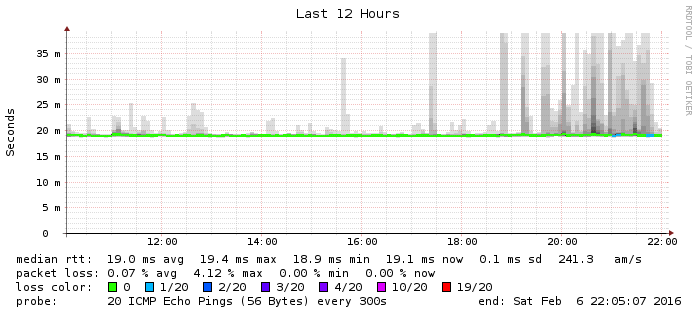 Last 12 Hours
RRDTOOL / TOBI OETIKER
Seconds
35 m
30 m
25 m
20 m
15 m
10 m
5 m
0
12:00 14:00 16:00 18:00 20:00 22:00
median rtt: 19.0 ms avg 19.4 ms max 18.9 ms min 19.1 ms now 0.1 ms sd 241.3 am/s
packet loss: 0.07 % avg 4.12 % max 0.00 % min 0.00 % now
loss color: 0 1/20 2/20 3/20 4/20 10/20 19/20
probe: 20 ICMP Echo Pings (56 Bytes) every 300s end: Sat Feb 6 22:05:07 2016